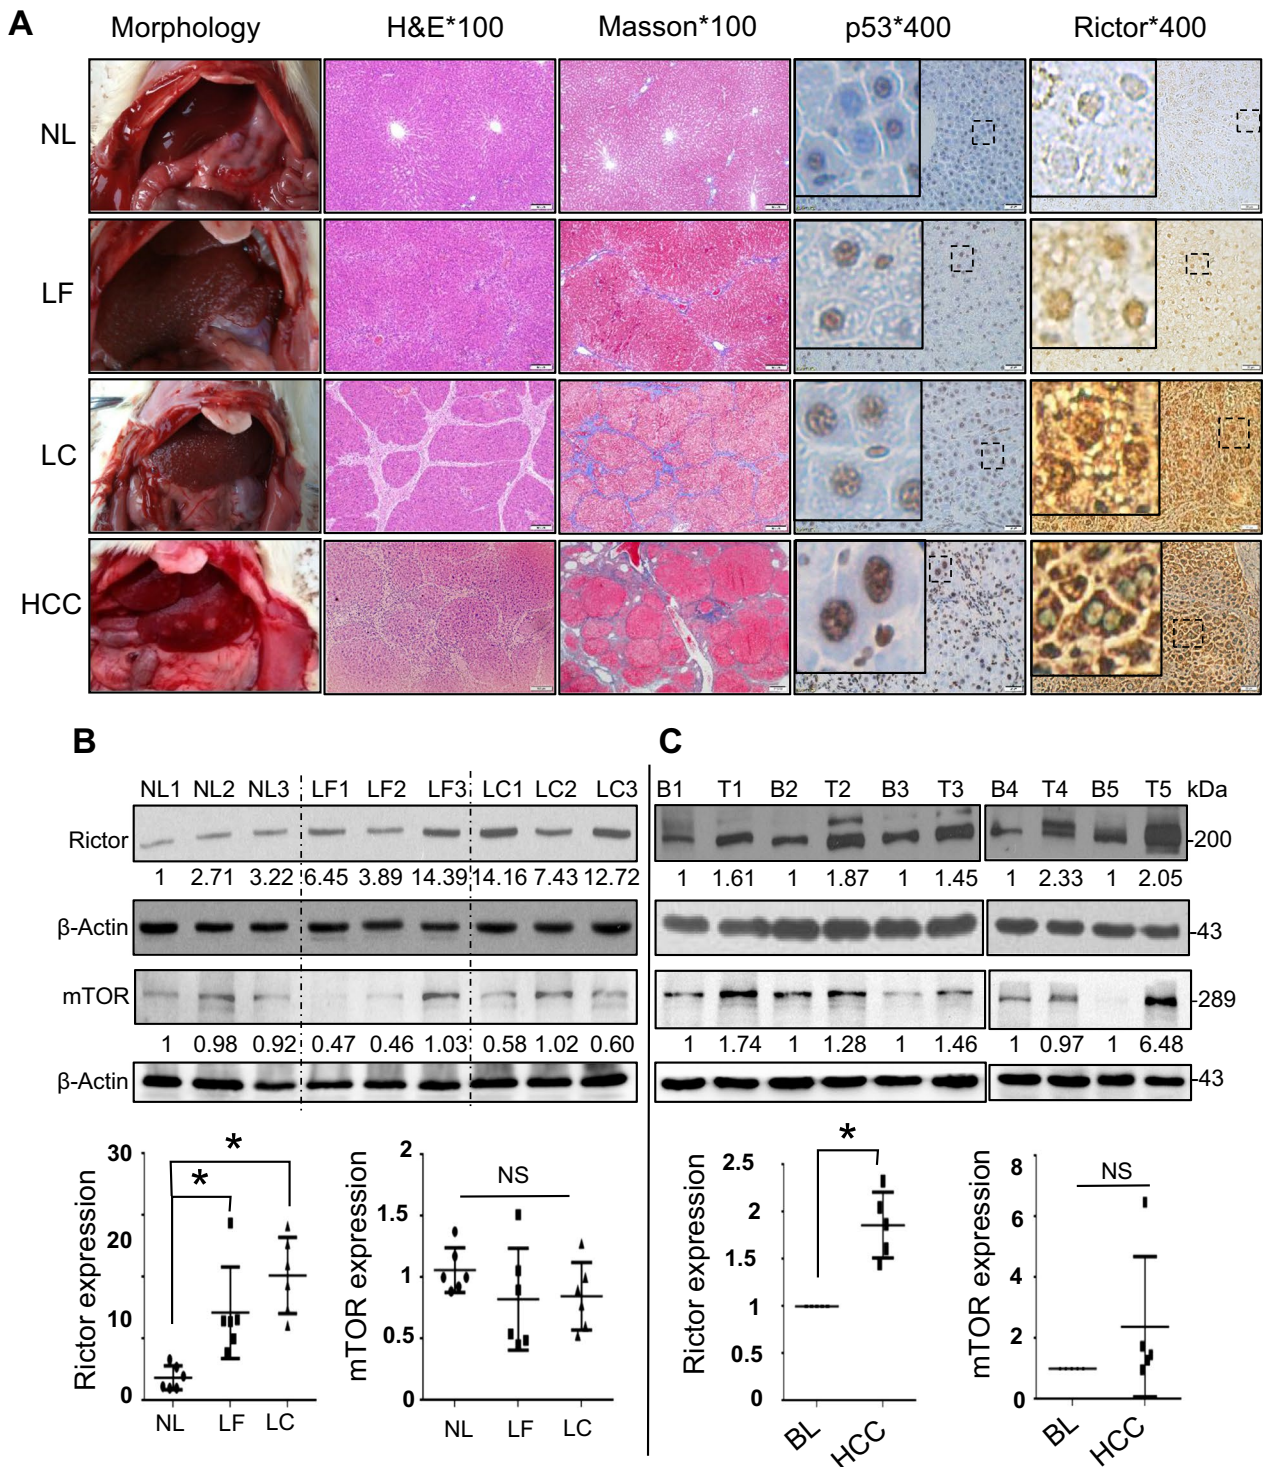 A
Morphology H&E*100 Masson*100 p53*400 Rictor*400
NL
LF
LC
HCC
B
NL1 NL2 NL3 LF1 LF2 LF3 LC1 LC2 LC3
Rictor
1 2.71 3.22 6.45 3.89 14.39 14.16 7.43 12.72
β-Actin
mTOR
1 0.98 0.92 0.47 0.46 1.03 0.58 1.02 0.60
β-Actin
Rictor expression
30
20
10
0
*
*
NL LF LC
mTOR expression
2
1.5
1
0.5
0
NS
NL LF LC
C
B1 T1 B2 T2 B3 T3 B4 T4 B5 T5 kDa
-200
1 1.61 1 1.87 1 1.45 1 2.33 1 2.05
-43
-289
1 1.74 1 1.28 1 1.46 1 0.97 1 6.48
-43
Rictor expression
2.5
2
1.5
1
0.5
0
*
BL HCC
mTOR expression
8
6
4
2
0
NS
BL HCC